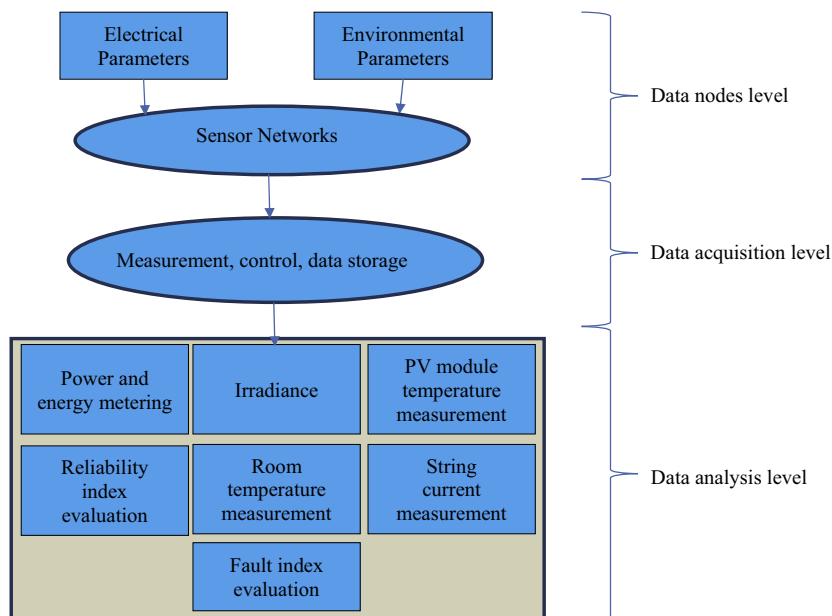 Electrical
Parameters
Environmental
Parameters
Data nodes level
Sensor Networks
Measurement, control, data storage
Data acquisition level
Power and
energy metering
Irradiance
PV module
temperature
measurement
Reliability
index
evaluation
Room
temperature
measurement
String
current
measurement
Data analysis level
Fault index
evaluation